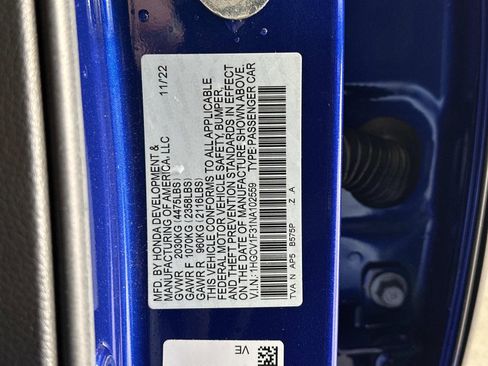 MFD. BY HONDA DEVELOPMENT &
MANUFACTURING OF AMERICA, LLC 11/22
GVWR 2030KG (4475LBS)
GAWR F 1070KG (2358LBS)
GAWR R 960KG (2116LBS)
THIS VEHICLE CONFORMS TO ALL APPLICABLE
FEDERAL MOTOR VEHICLE SAFETY BUMPER,
AND THEFT PREVENTION STANDARDS IN EFFECT
ON THE DATE OF MANUFACTURE SHOWN ABOVE.
V.I.N.: 1HGCV1F31NA102559 TYPE:PASSENGER CAR
TVA N AP5 B575P Z A
VE